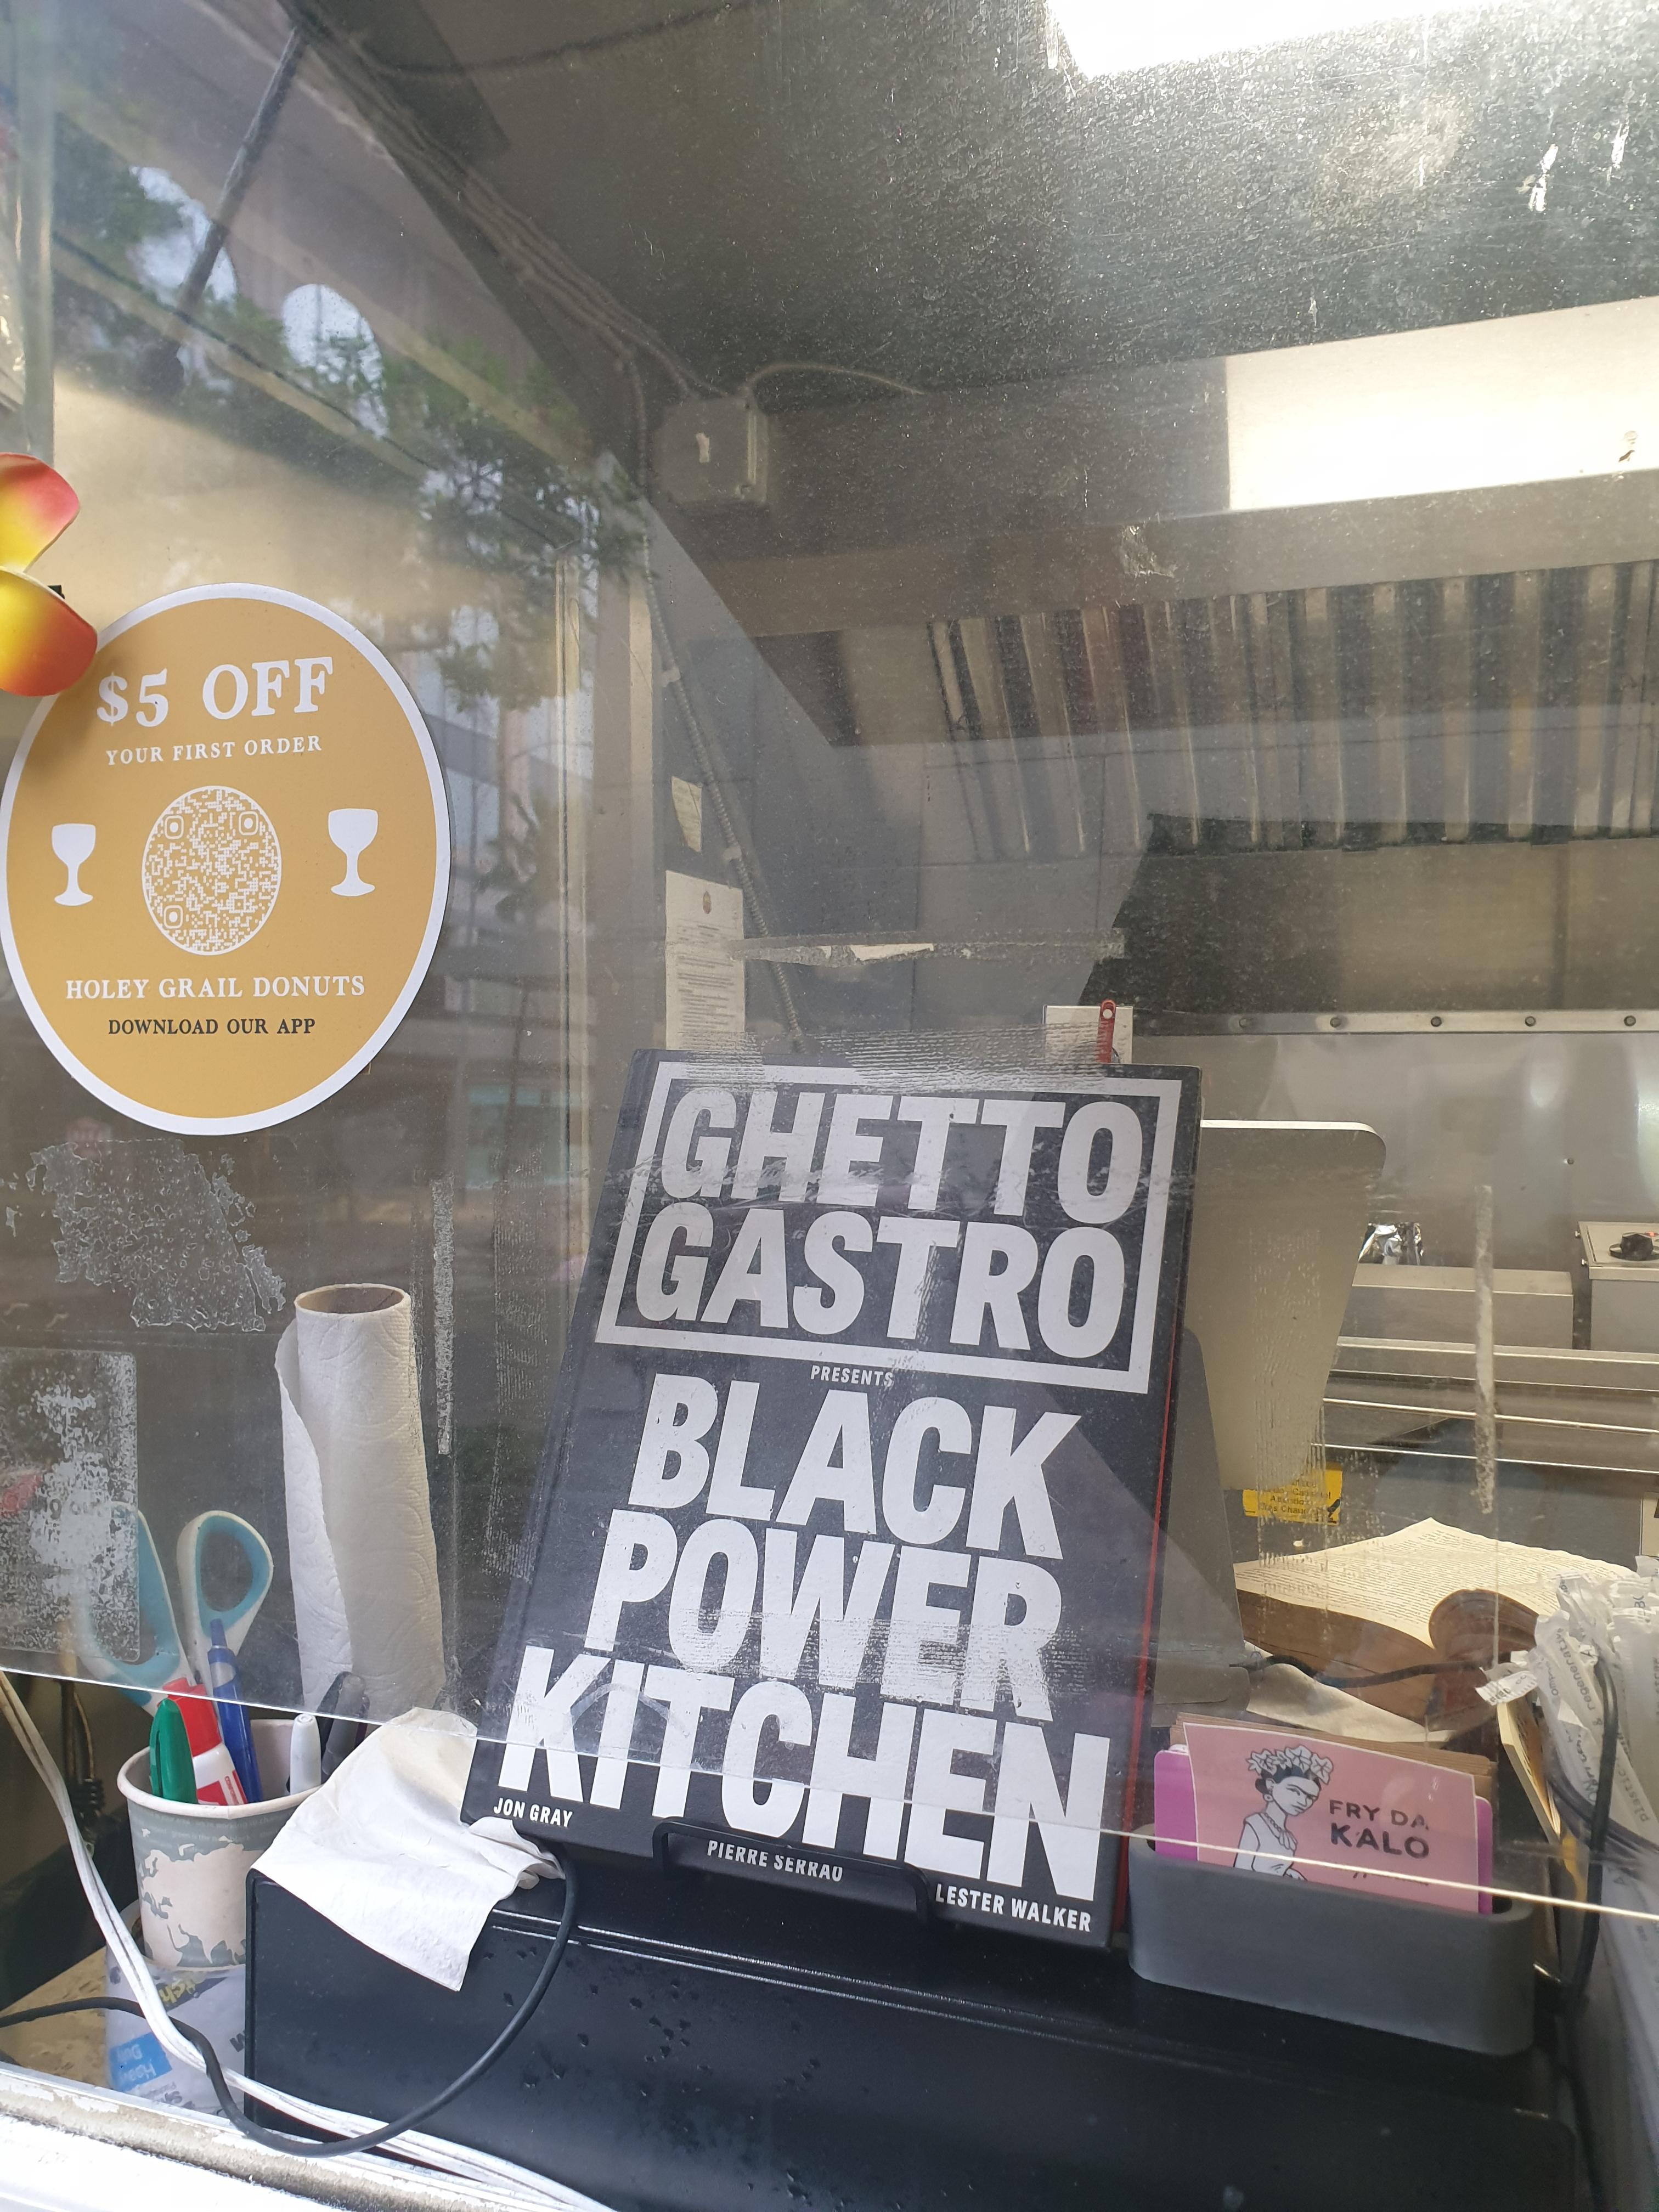 $5 OFF
YOUR FIRST ORDER
HOLEY GRAIL DONUTS
DOWNLOAD OUR APP
GHETTO
GASTRO
PRESENTS
BLACK
POWER
KITCHEN
JON GRAY
PIERRE SERRAO
LESTER WALKER
FRY DA
KALO